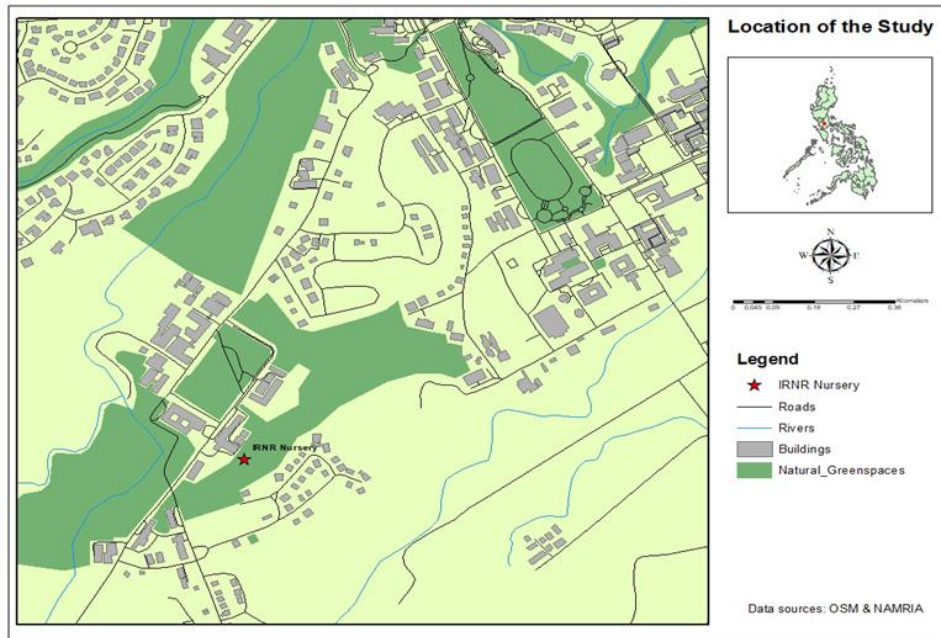 Location of the Study
N
W E
S
Kilometers
0 0.045 0.09 0.18 0.27 0.36
Legend
IRNR Nursery
Roads
Rivers
Buildings
Natural_Greenspaces
IRNR Nursery
Data sources: OSM & NAMRIA